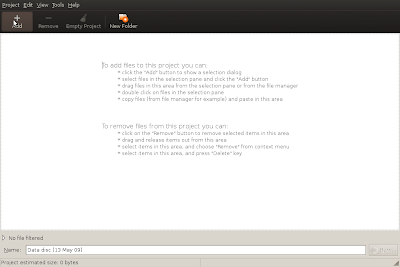 Project Edit View Tools Help
Add Remove Empty Project New Folder
To add files to this project you can:
* click the "Add" button to show a selection dialog
* select files in the selection pane and click the "Add" button
* drag files in this area from the selection pane or from the file manager
* double click on files in the selection pane
* copy files (from file manager for example) and paste in this area
To remove files from this project you can:
* click on the "Remove" button to remove selected items in this area
* drag and release items out from this area
* select items in this area, and choose "Remove" from context menu
* select items in this area, and press "Delete" key
No file filtered
Name: Data disc (13 May 09)
Project estimated size: 0 bytes